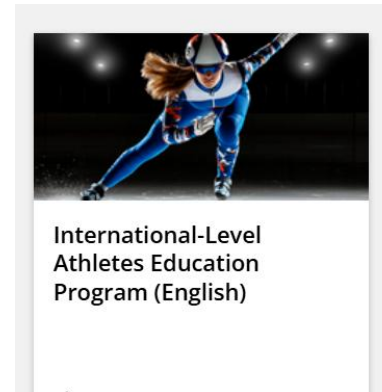 International-Level
Athletes Education
Program (English)